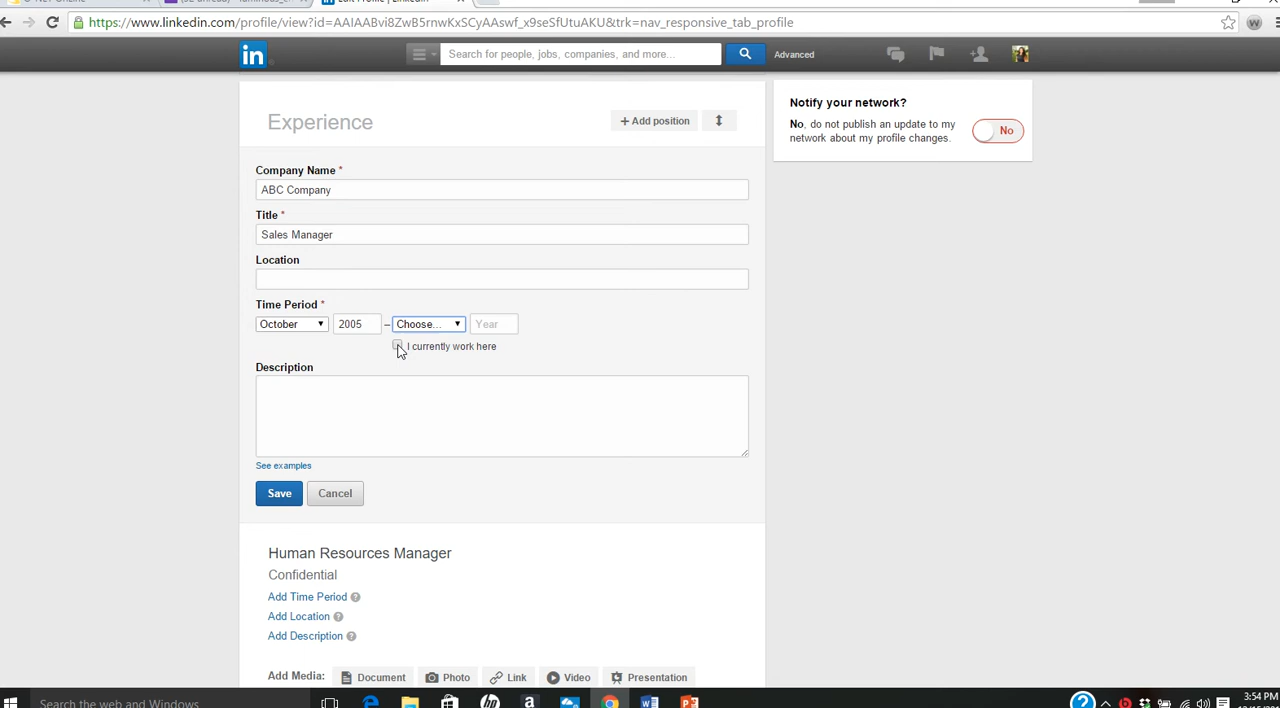 https://www.linkedin.com/profile/view?id=AAIAABvi8ZwB5rnwKxSCyAAswf_x9seSfUtuAKU&trk=nav_responsive_tab_profile
W
in
Search for people, jobs, companies, and more...
Advanced
Experience
+ Add position
Notify your network?
No, do not publish an update to my
network about my profile changes.
No
Company Name *
ABC Company
Title *
Sales Manager
Location
Time Period *
October 2005 – Choose... Year
I currently work here
Description
See examples
Save Cancel
Human Resources Manager
Confidential
Add Time Period ?
Add Location ?
Add Description ?
Add Media: Document Photo Link Video Presentation
Search the web and Windows
3:54 PM